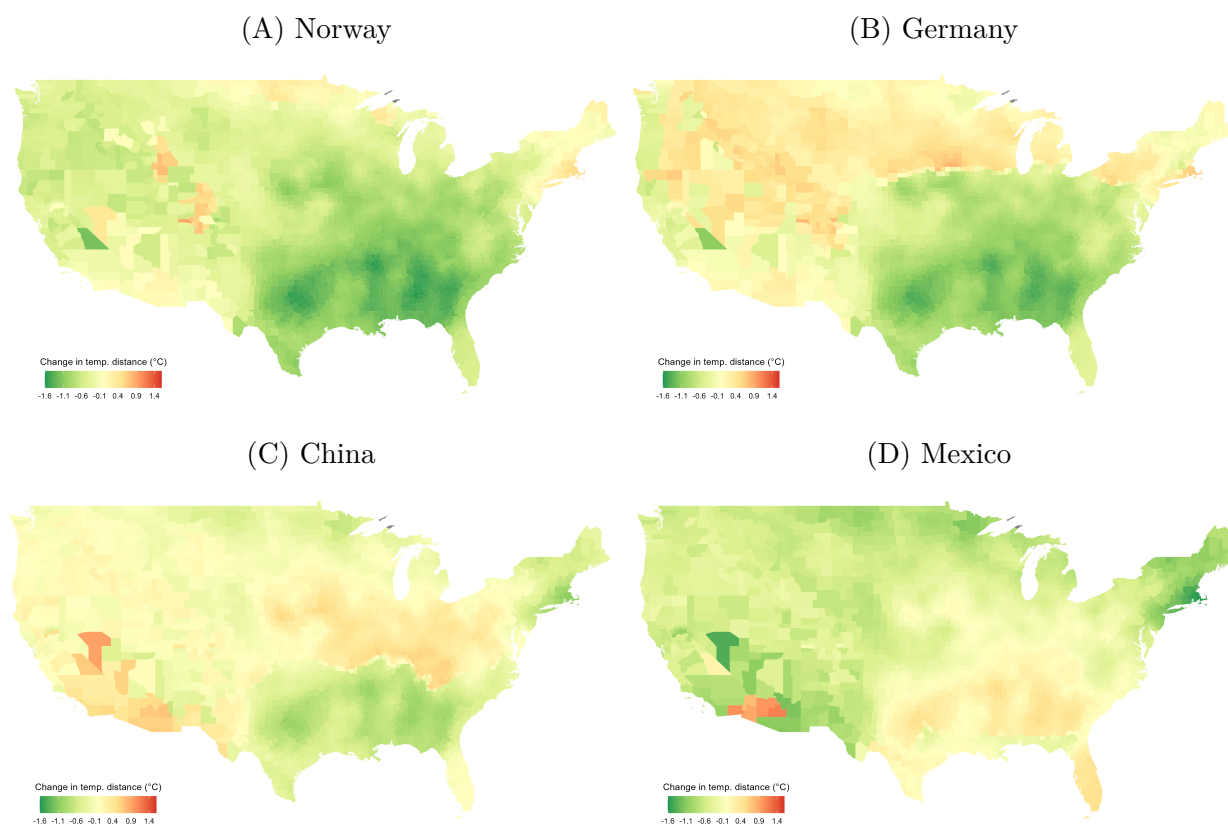 (A) Norway
(B) Germany
Change in temp. distance (°C)
-1.6 -1.1 -0.6 -0.1 0.4 0.9 1.4
Change in temp. distance (°C)
-1.6 -1.1 -0.6 -0.1 0.4 0.9 1.4
(C) China
(D) Mexico
Change in temp. distance (°C)
-1.6 -1.1 -0.6 -0.1 0.4 0.9 1.4
Change in temp. distance (°C)
-1.6 -1.1 -0.6 -0.1 0.4 0.9 1.4